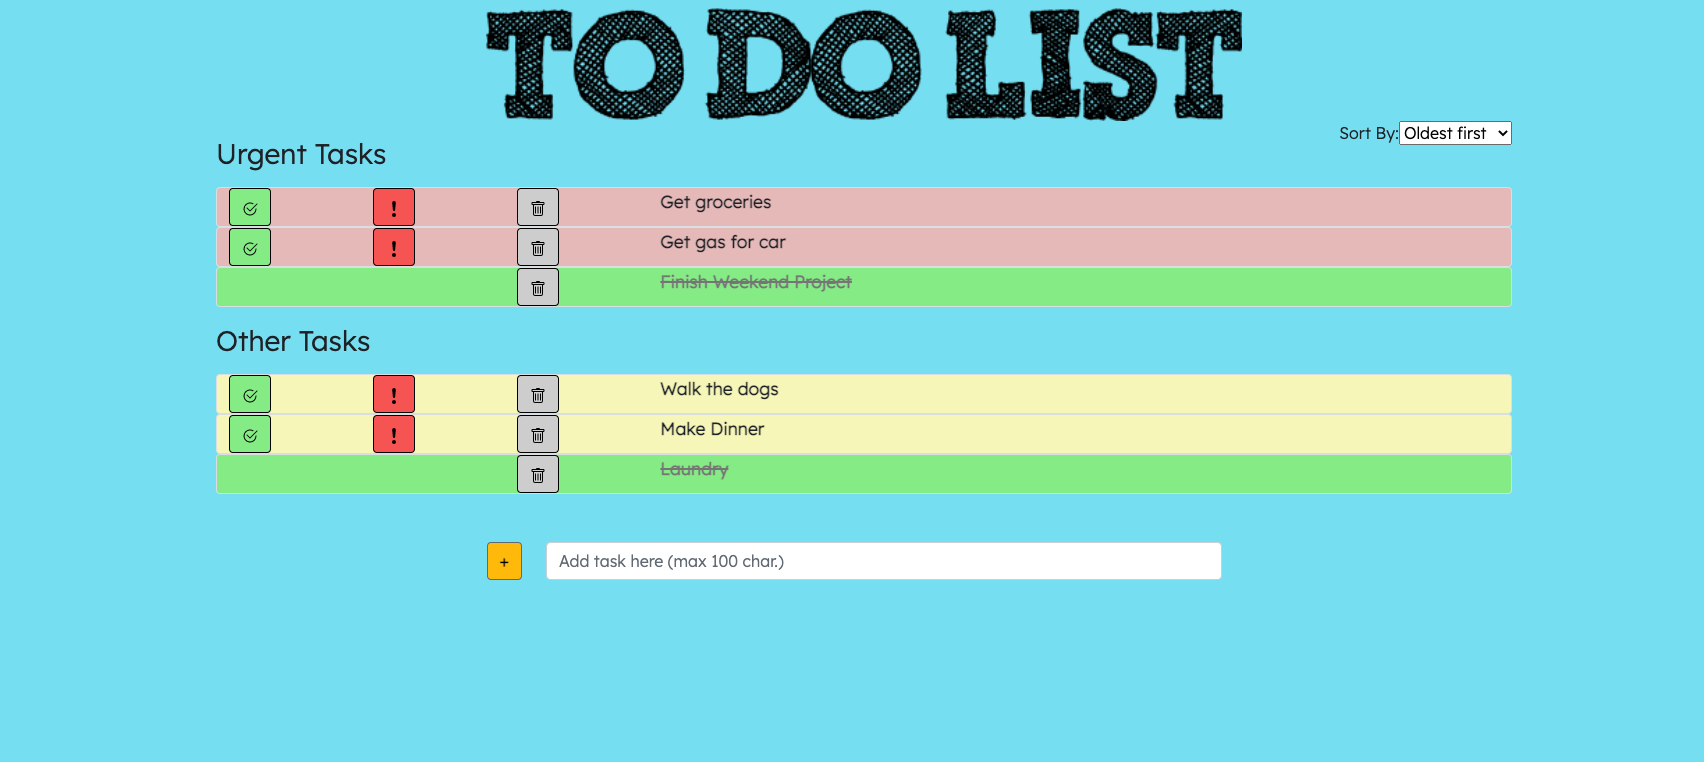 TO DO LIST
Sort By: Oldest first
Urgent Tasks
Get groceries
Get gas for car
Finish Weekend Project
Other Tasks
Walk the dogs
Make Dinner
Laundry
+ Add task here (max 100 char.)